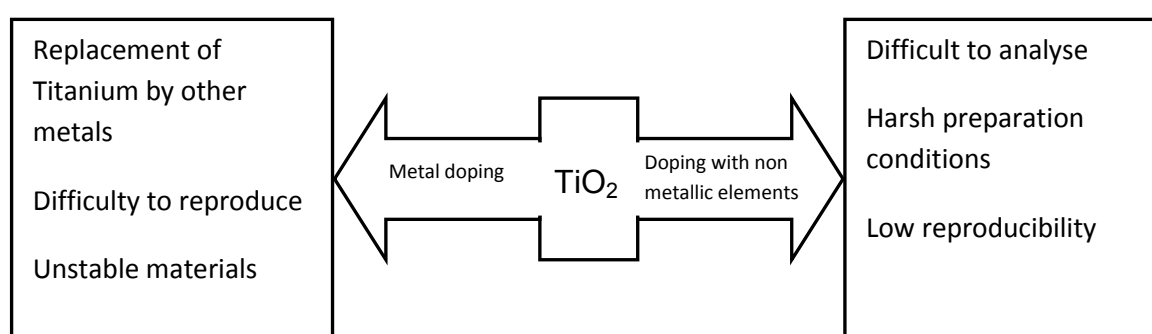 Replacement of
Titanium by other
metals
Difficulty to reproduce
Unstable materials
Metal doping
TiO₂
Doping with non
metallic elements
Difficult to analyse
Harsh preparation
conditions
Low reproducibility